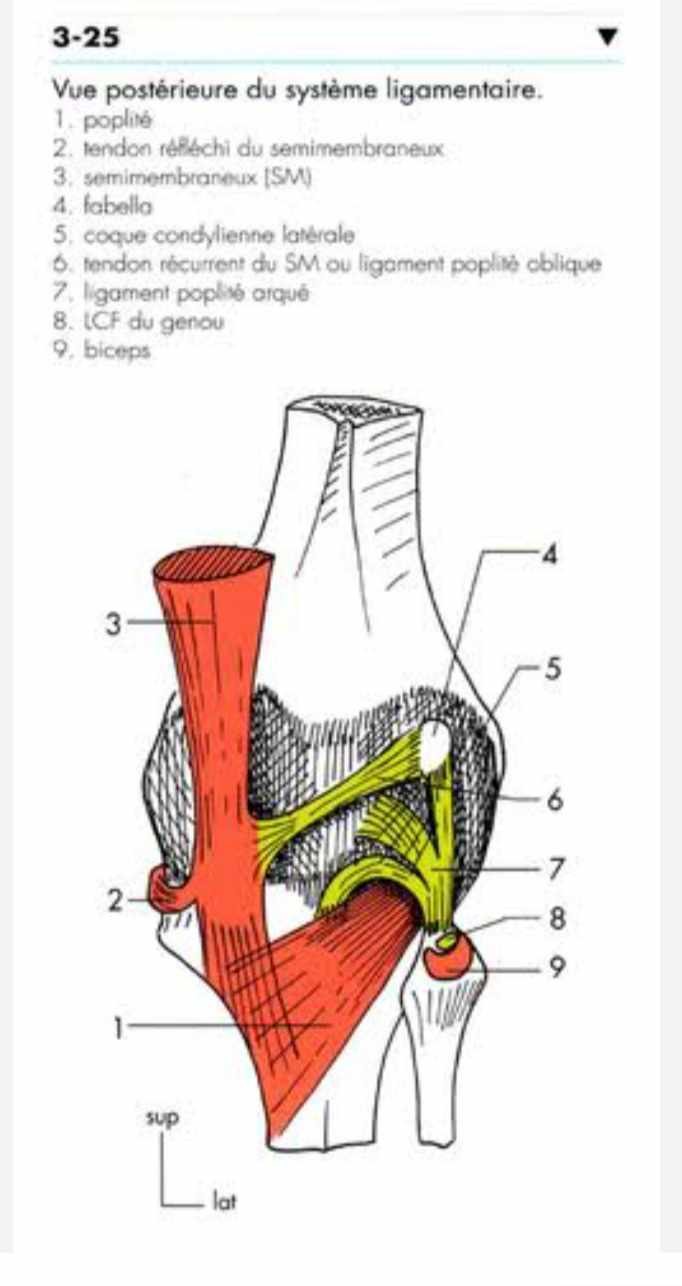 3-25
Vue postérieure du système ligamentaire.
1. poplité
2. tendon réfléchi du semimembraneux
3. semimembraneux (SM)
4. fabella
5. coque condylienne latérale
6. tendon récurrent du SM ou ligament poplité oblique
7. ligament poplité arqué
8. LCF du genou
9. biceps
4
3
5
6
7
2
8
9
1
sup
lat